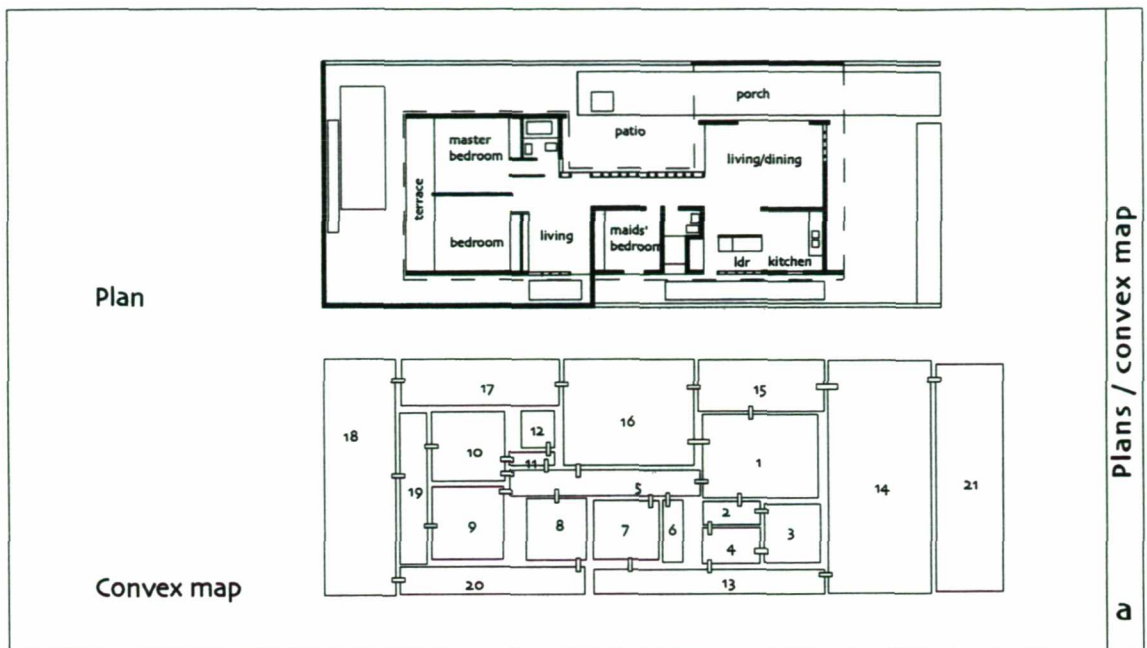 porch
patio
master
bedroom
living/dining
terrace
bedroom
living
maids'
bedroom
ldr
kitchen
Plan
17
15
16
18
12
10
1
11
5
14
21
19
2
9
8
7
6
3
4
20
13
Convex map
Plans / convex map
a